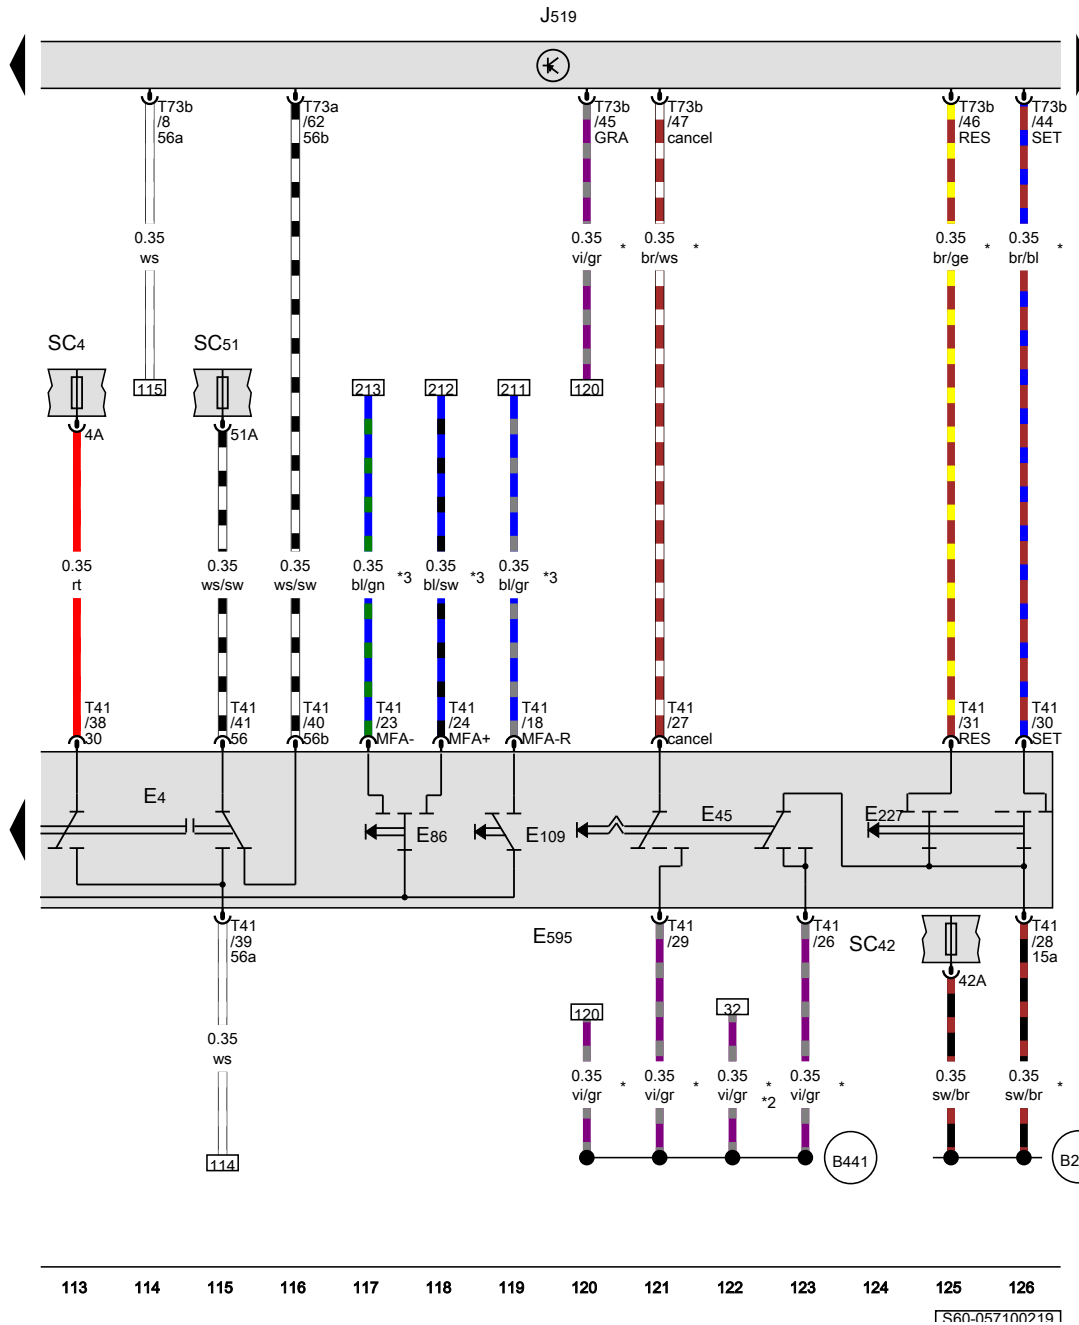 J519
T73b
/8
56a
T73a
/62
56b
T73b
/45
GRA
T73b
/47
cancel
T73b
/46
RES
T73b
/44
SET
0.35
ws
0.35
vi/gr
*
0.35
br/ws
*
0.35
br/ge
*
0.35
br/bl
*
SC4
SC51
115
213
212
211
120
4A
51A
0.35
rt
0.35
ws/sw
0.35
ws/sw
0.35
bl/gn
*3
0.35
bl/sw
*3
0.35
bl/gr
*3
T41
/38
30
T41
/41
56
T41
/40
56b
T41
/23
MFA-
T41
/24
MFA+
T41
/18
MFA-R
T41
/27
cancel
T41
/31
RES
T41
/30
SET
E4
E86
E109
E45
E227
T41
/39
56a
E595
T41
/29
T41
/26
SC42
T41
/28
15a
42A
120
32
0.35
ws
0.35
vi/gr
*
0.35
vi/gr
*
0.35
vi/gr
*
*2
0.35
vi/gr
*
0.35
sw/br
0.35
sw/br
*
114
B441
B2
113 114 115 116 117 118 119 120 121 122 123 124 125 126
S60-057100219